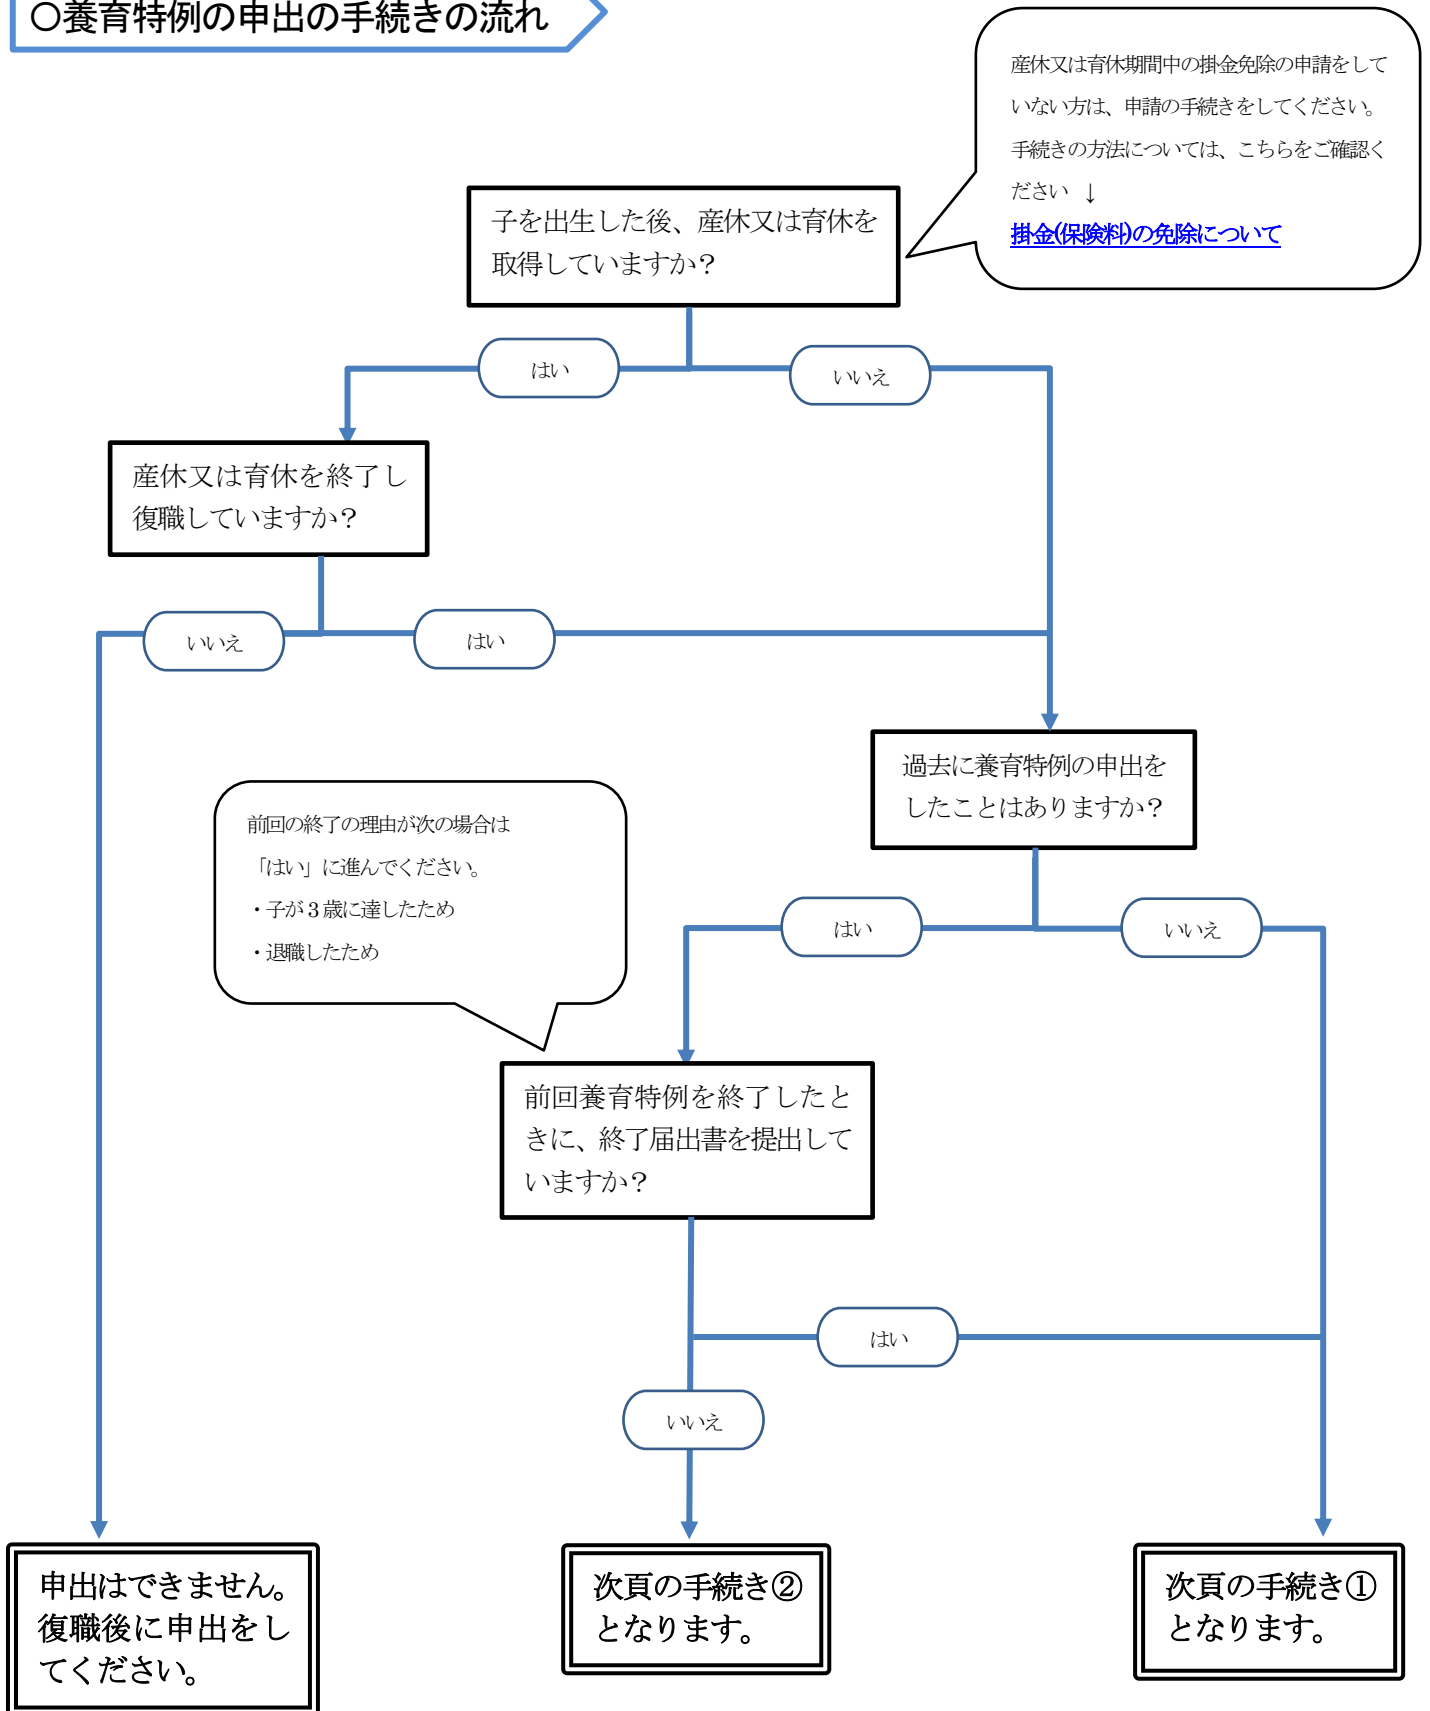 〇養育特例の申出の手続きの流れ
産休又は育休期間中の掛金免除の申請をして
いない方は、申請の手続きをしてください。
手続きの方法については、こちらをご確認く
ださい ↓
掛金(保険料)の免除について
子を出生した後、産休又は育休を
取得していますか？
はい
いいえ
産休又は育休を終了し
復職していますか？
いいえ
はい
過去に養育特例の申出を
したことはありますか？
前回の終了の理由が次の場合は
「はい」に進んでください。
・子が3歳に達したため
・退職したため
はい
いいえ
前回養育特例を終了したと
きに、終了届出書を提出して
いますか？
はい
いいえ
申出はできません。
復職後に申出をし
てください。
次頁の手続き②
となります。
次頁の手続き①
となります。